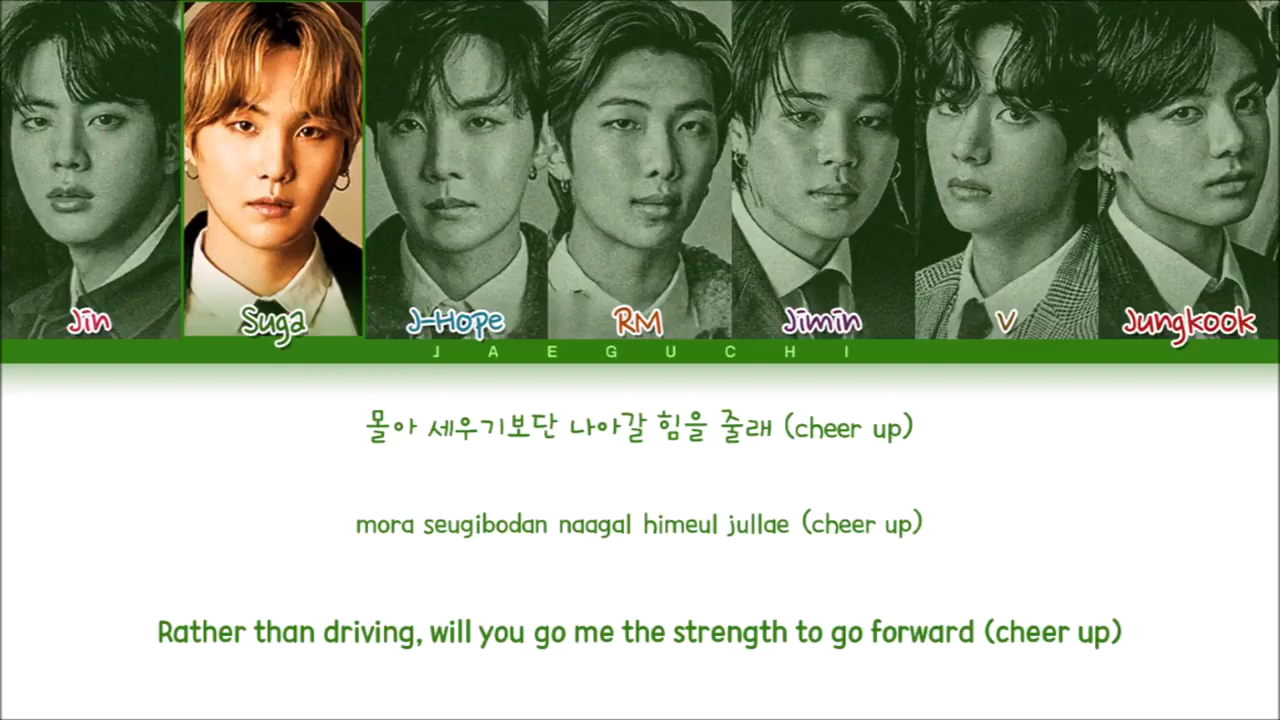 Jin Suga J-Hope RM Jimin V Jungkook
J A E G U C H I
몰아 세우기보단 나아갈 힘을 줄래 (cheer up)
mora seugibodan naagal himeul jullae (cheer up)
Rather than driving, will you go me the strength to go forward (cheer up)